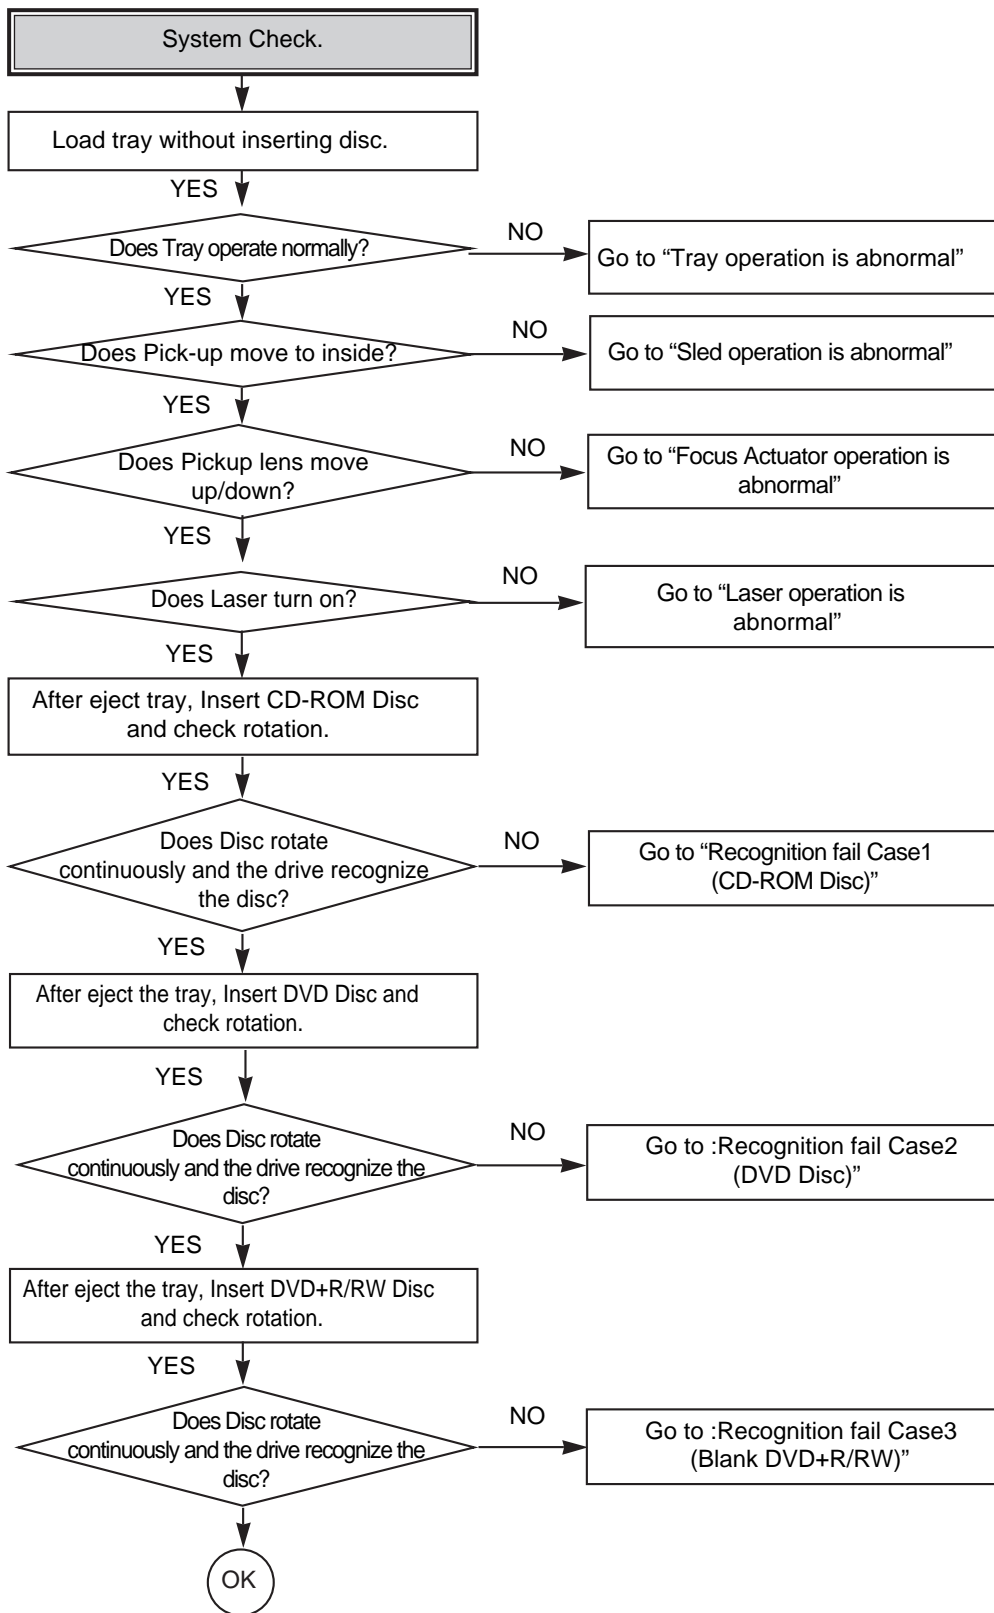 System Check.
Load tray without inserting disc.
YES
Does Tray operate normally?
NO
Go to “Tray operation is abnormal”
YES
Does Pick-up move to inside?
NO
Go to “Sled operation is abnormal”
YES
Does Pickup lens move
up/down?
NO
Go to “Focus Actuator operation is
abnormal”
YES
Does Laser turn on?
NO
Go to “Laser operation is
abnormal”
YES
After eject tray, Insert CD-ROM Disc
and check rotation.
YES
Does Disc rotate
continuously and the drive recognize
the disc?
NO
Go to “Recognition fail Case1
(CD-ROM Disc)”
YES
After eject the tray, Insert DVD Disc and
check rotation.
YES
Does Disc rotate
continuously and the drive recognize the
disc?
NO
Go to :Recognition fail Case2
(DVD Disc)”
YES
After eject the tray, Insert DVD+R/RW Disc
and check rotation.
YES
Does Disc rotate
continuously and the drive recognize the
disc?
NO
Go to :Recognition fail Case3
(Blank DVD+R/RW)”
OK